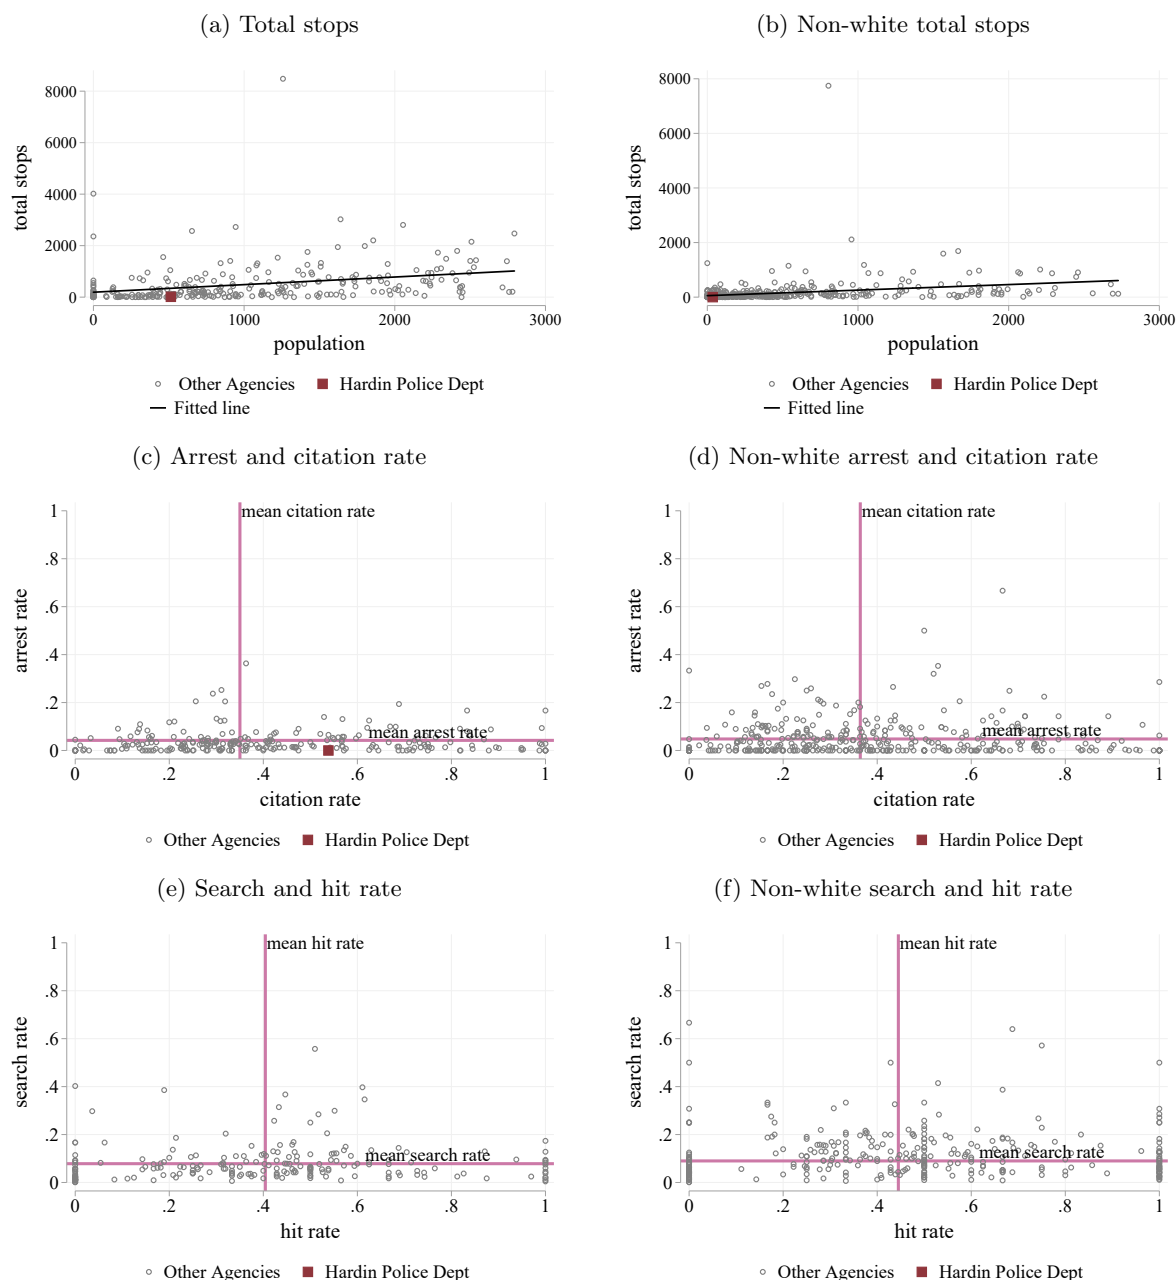 (a) Total stops
(b) Non-white total stops
total stops
8000
6000
4000
2000
0
0 1000 2000 3000
population
Other Agencies Hardin Police Dept
Fitted line
total stops
8000
6000
4000
2000
0
0 1000 2000 3000
population
Other Agencies Hardin Police Dept
Fitted line
(c) Arrest and citation rate
(d) Non-white arrest and citation rate
arrest rate
1
.8
.6
.4
.2
0
mean citation rate
mean arrest rate
0 .2 .4 .6 .8 1
citation rate
Other Agencies Hardin Police Dept
arrest rate
1
.8
.6
.4
.2
0
mean citation rate
mean arrest rate
0 .2 .4 .6 .8 1
citation rate
Other Agencies Hardin Police Dept
(e) Search and hit rate
(f) Non-white search and hit rate
search rate
1
.8
.6
.4
.2
0
mean hit rate
mean search rate
0 .2 .4 .6 .8 1
hit rate
Other Agencies Hardin Police Dept
search rate
1
.8
.6
.4
.2
0
mean hit rate
mean search rate
0 .2 .4 .6 .8 1
hit rate
Other Agencies Hardin Police Dept